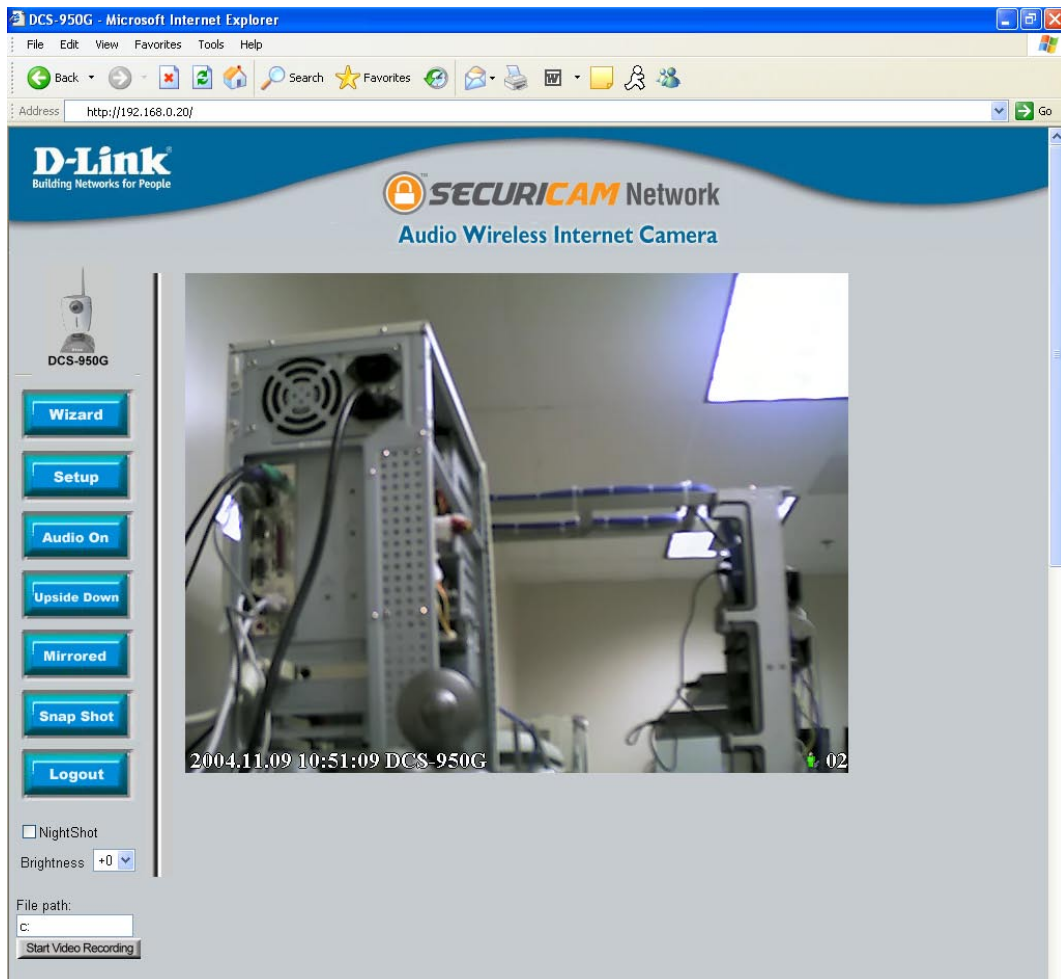 DCS-950G - Microsoft Internet Explorer
File Edit View Favorites Tools Help
Back Search Favorites
Address http://192.168.0.20/ Go
D-Link
Building Networks for People
SECURICAM Network
™
Audio Wireless Internet Camera
DCS-950G
Wizard
Setup
Audio On
Upside Down
Mirrored
Snap Shot
Logout
2004.11.09 10:51:09 DCS-950G 02
NightShot
Brightness +0
File path:
c:
Start Video Recording